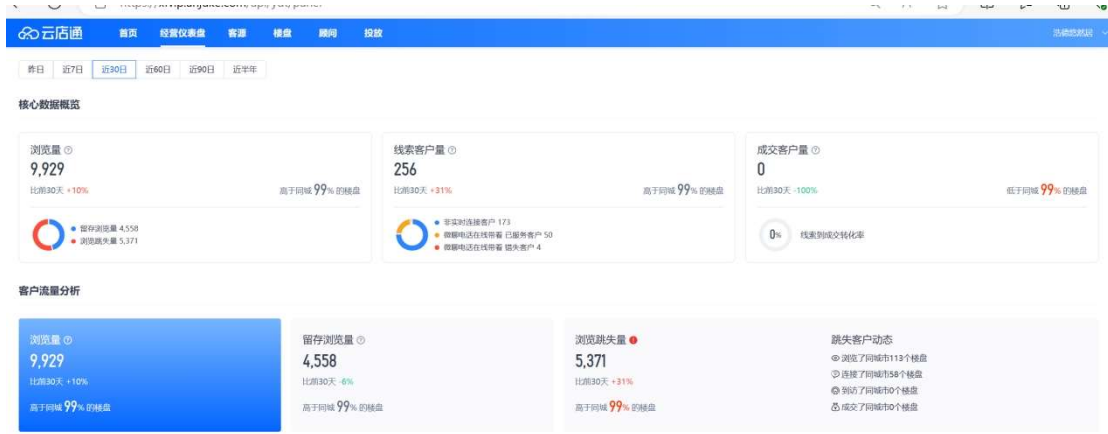 云店通
首页 经营仪表盘 客源 楼盘 顾问 投放
昨日 近7日 近30日 近60日 近90日 近半年
核心数据概览
浏览量
9,929
比前30天 +10%
高于同城 99% 的楼盘
留存浏览量 4,558
浏览跳失量 5,371
线索客户量
256
比前30天 +31%
高于同城 99% 的楼盘
非实时连接客户 173
微聊电话在线带看 已服务客户 50
微聊电话在线带看 错失客户 4
成交客户量
0
比前30天 -100%
低于同城 99% 的楼盘
0%
线索到成交转化率
客户流量分析
浏览量
9,929
比前30天 +10%
高于同城 99% 的楼盘
留存浏览量
4,558
比前30天 -6%
高于同城 99% 的楼盘
浏览跳失量
5,371
比前30天 +31%
高于同城 99% 的楼盘
跳失客户动态
浏览了同城市113个楼盘
连接了同城市58个楼盘
到访了同城市0个楼盘
成交了同城市0个楼盘